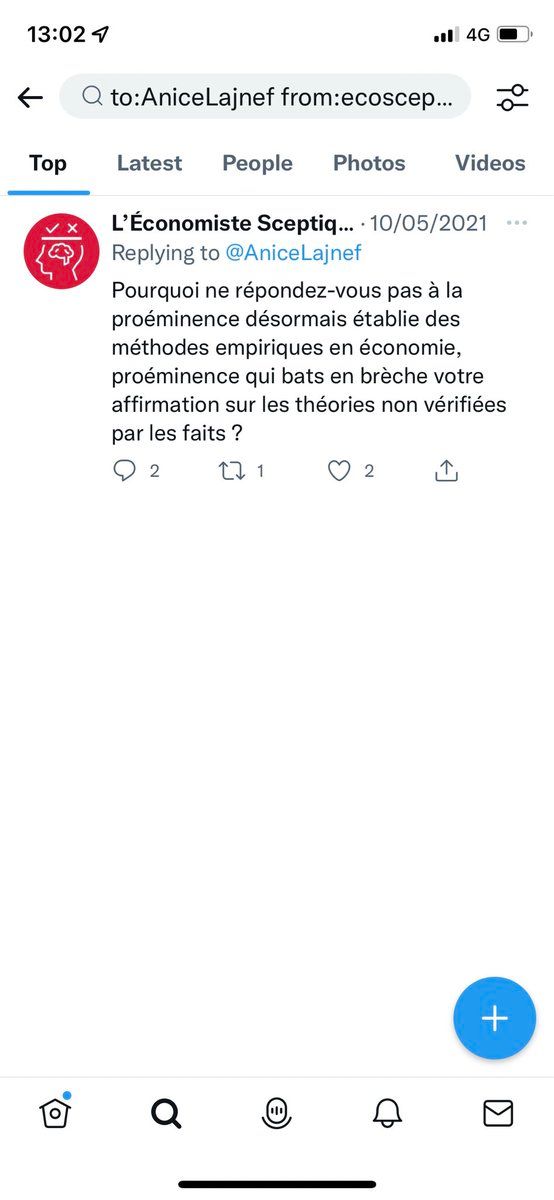 13:02
4G
to:AniceLajnef from:ecoscep...
Top Latest People Photos Videos
L’Économiste Sceptiq... · 10/05/2021
Replying to @AniceLajnef
Pourquoi ne répondez-vous pas à la
proéminence désormais établie des
méthodes empiriques en économie,
proéminence qui bats en brèche votre
affirmation sur les théories non vérifiées
par les faits ?
2 1 2